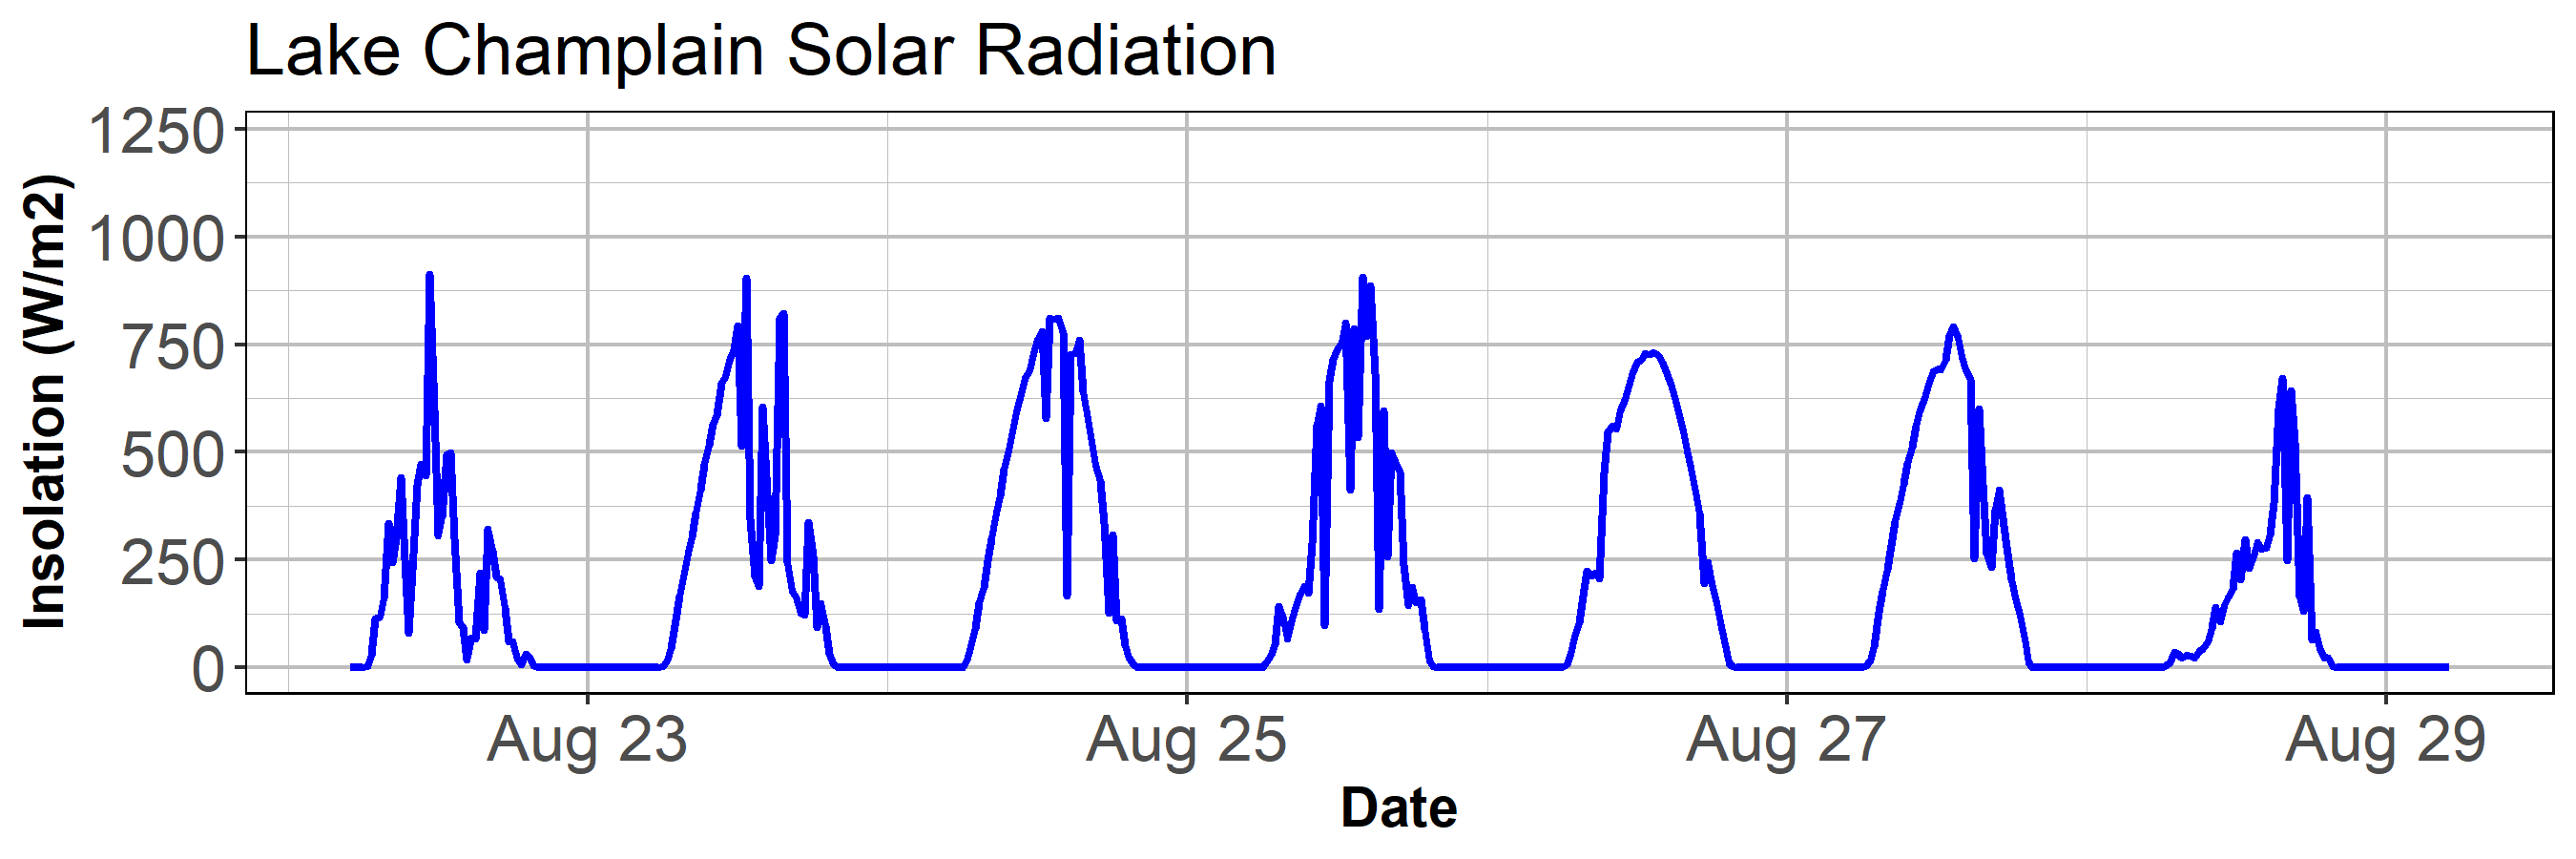 Lake Champlain Solar Radiation
Insolation (W/m2)
1250
1000
750
500
250
0
Aug 23
Aug 25
Aug 27
Aug 29
Date